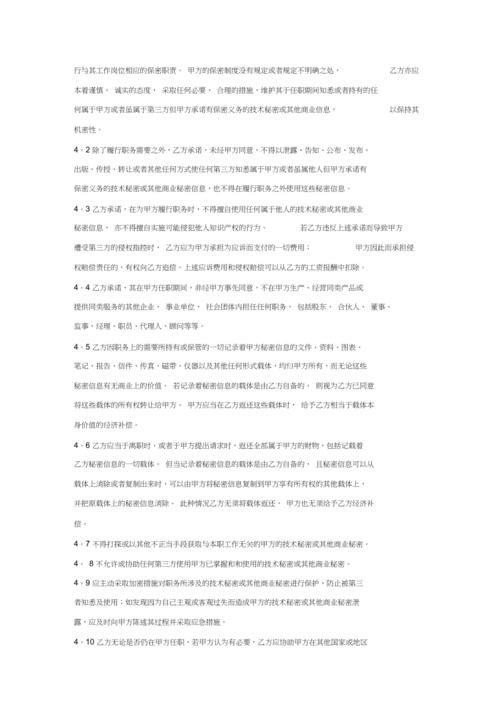 行与其工作岗位相应的保密职责。 甲方的保密制度没有规定或者规定不明确之处， 乙方亦应
本着谨慎、 诚实的态度， 采取任何必要、 合理的措施，维护其于任职期间知悉或者持有的任
何属于甲方或者虽属于第三方但甲方承诺有保密义务的技术秘密或其他商业信息， 以保持其
机密性。
4．2 除了履行职务需要之外，乙方承诺，未经甲方同意，不得以泄露、告知、公布、发布、
出版、传授、转让或者其他任何方式使任何第三方知悉属于甲方或者虽属他人但甲方承诺有
保密义务的技术秘密或其他商业秘密信息，也不得在履行职务之外使用这些秘密信息。
4．3 乙方承诺，在为甲方履行职务时，不得擅自使用任何属于他人的技术秘密或其他商业
秘密信息， 亦不得擅自实施可能侵犯他人知识产权的行为。 若乙方违反上述承诺而导致甲方
遭受第三方的侵权指控时， 乙方应为甲方承担为应诉而支付的一切费用； 甲方因此而承担侵
权赔偿责任的，有权向乙方追偿。上述应诉费用和侵权赔偿可以从乙方的工资报酬中扣除。
4．4 乙方承诺，其在甲方任职期间，非经甲方事先同意，不在甲方生产、经营同类产品或
提供同类服务的其他企业、 事业单位、 社会团体内担任任何职务， 包括股东、 合伙人、 董事、
监事、经理、职员、代理人、顾问等等。
4．5 乙方因职务上的需要所持有或保管的一切记录着甲方秘密信息的文件、资料、图表、
笔记、报告、信件、传真、磁带、仪器以及其他任何形式载体，均归甲方所有，而无论这些
秘密信息有无商业上的价值。 若记录着秘密信息的载体是由乙方自备的， 则视为乙方已同意
将这些载体的所有权转让给甲方。 甲方应当在乙方返还这些载体时， 给予乙方相当于载体本
身价值的经济补偿。
4．6 乙方应当于离职时，或者于甲方提出请求时，返还全部属于甲方的财物，包括记载着
乙方秘密信息的一切载体。 但当记录着秘密信息的载体是由乙方自备的， 且秘密信息可以从
载体上消除或者复制出来时，可以由甲方将秘密信息复制到甲方享有所有权的其他载体上，
并把原载体上的秘密信息消除。 此种情况乙方无须将载体返还， 甲方也无须给予乙方经济补
偿。
4．7 不得打探或以其他不正当手段获取与本职工作无关的甲方的技术秘密或其他商业秘密。
4． 8 不允许或协助任何第三方使用甲方已掌握和和使用的技术秘密或其他商业秘密。
4．9 应主动采取加密措施对职务所涉及的技术秘密或其他商业秘密进行保护，防止被第三
者知悉及使用；如发现因为自己主观或客观过失而造成甲方的技术秘密或其他商业秘密泄
露，应及时向甲方陈述其过程并采取应急措施。
4．10 乙方无论是否仍在甲方任职，若甲方认为有必要，乙方应协助甲方在其他国家或地区